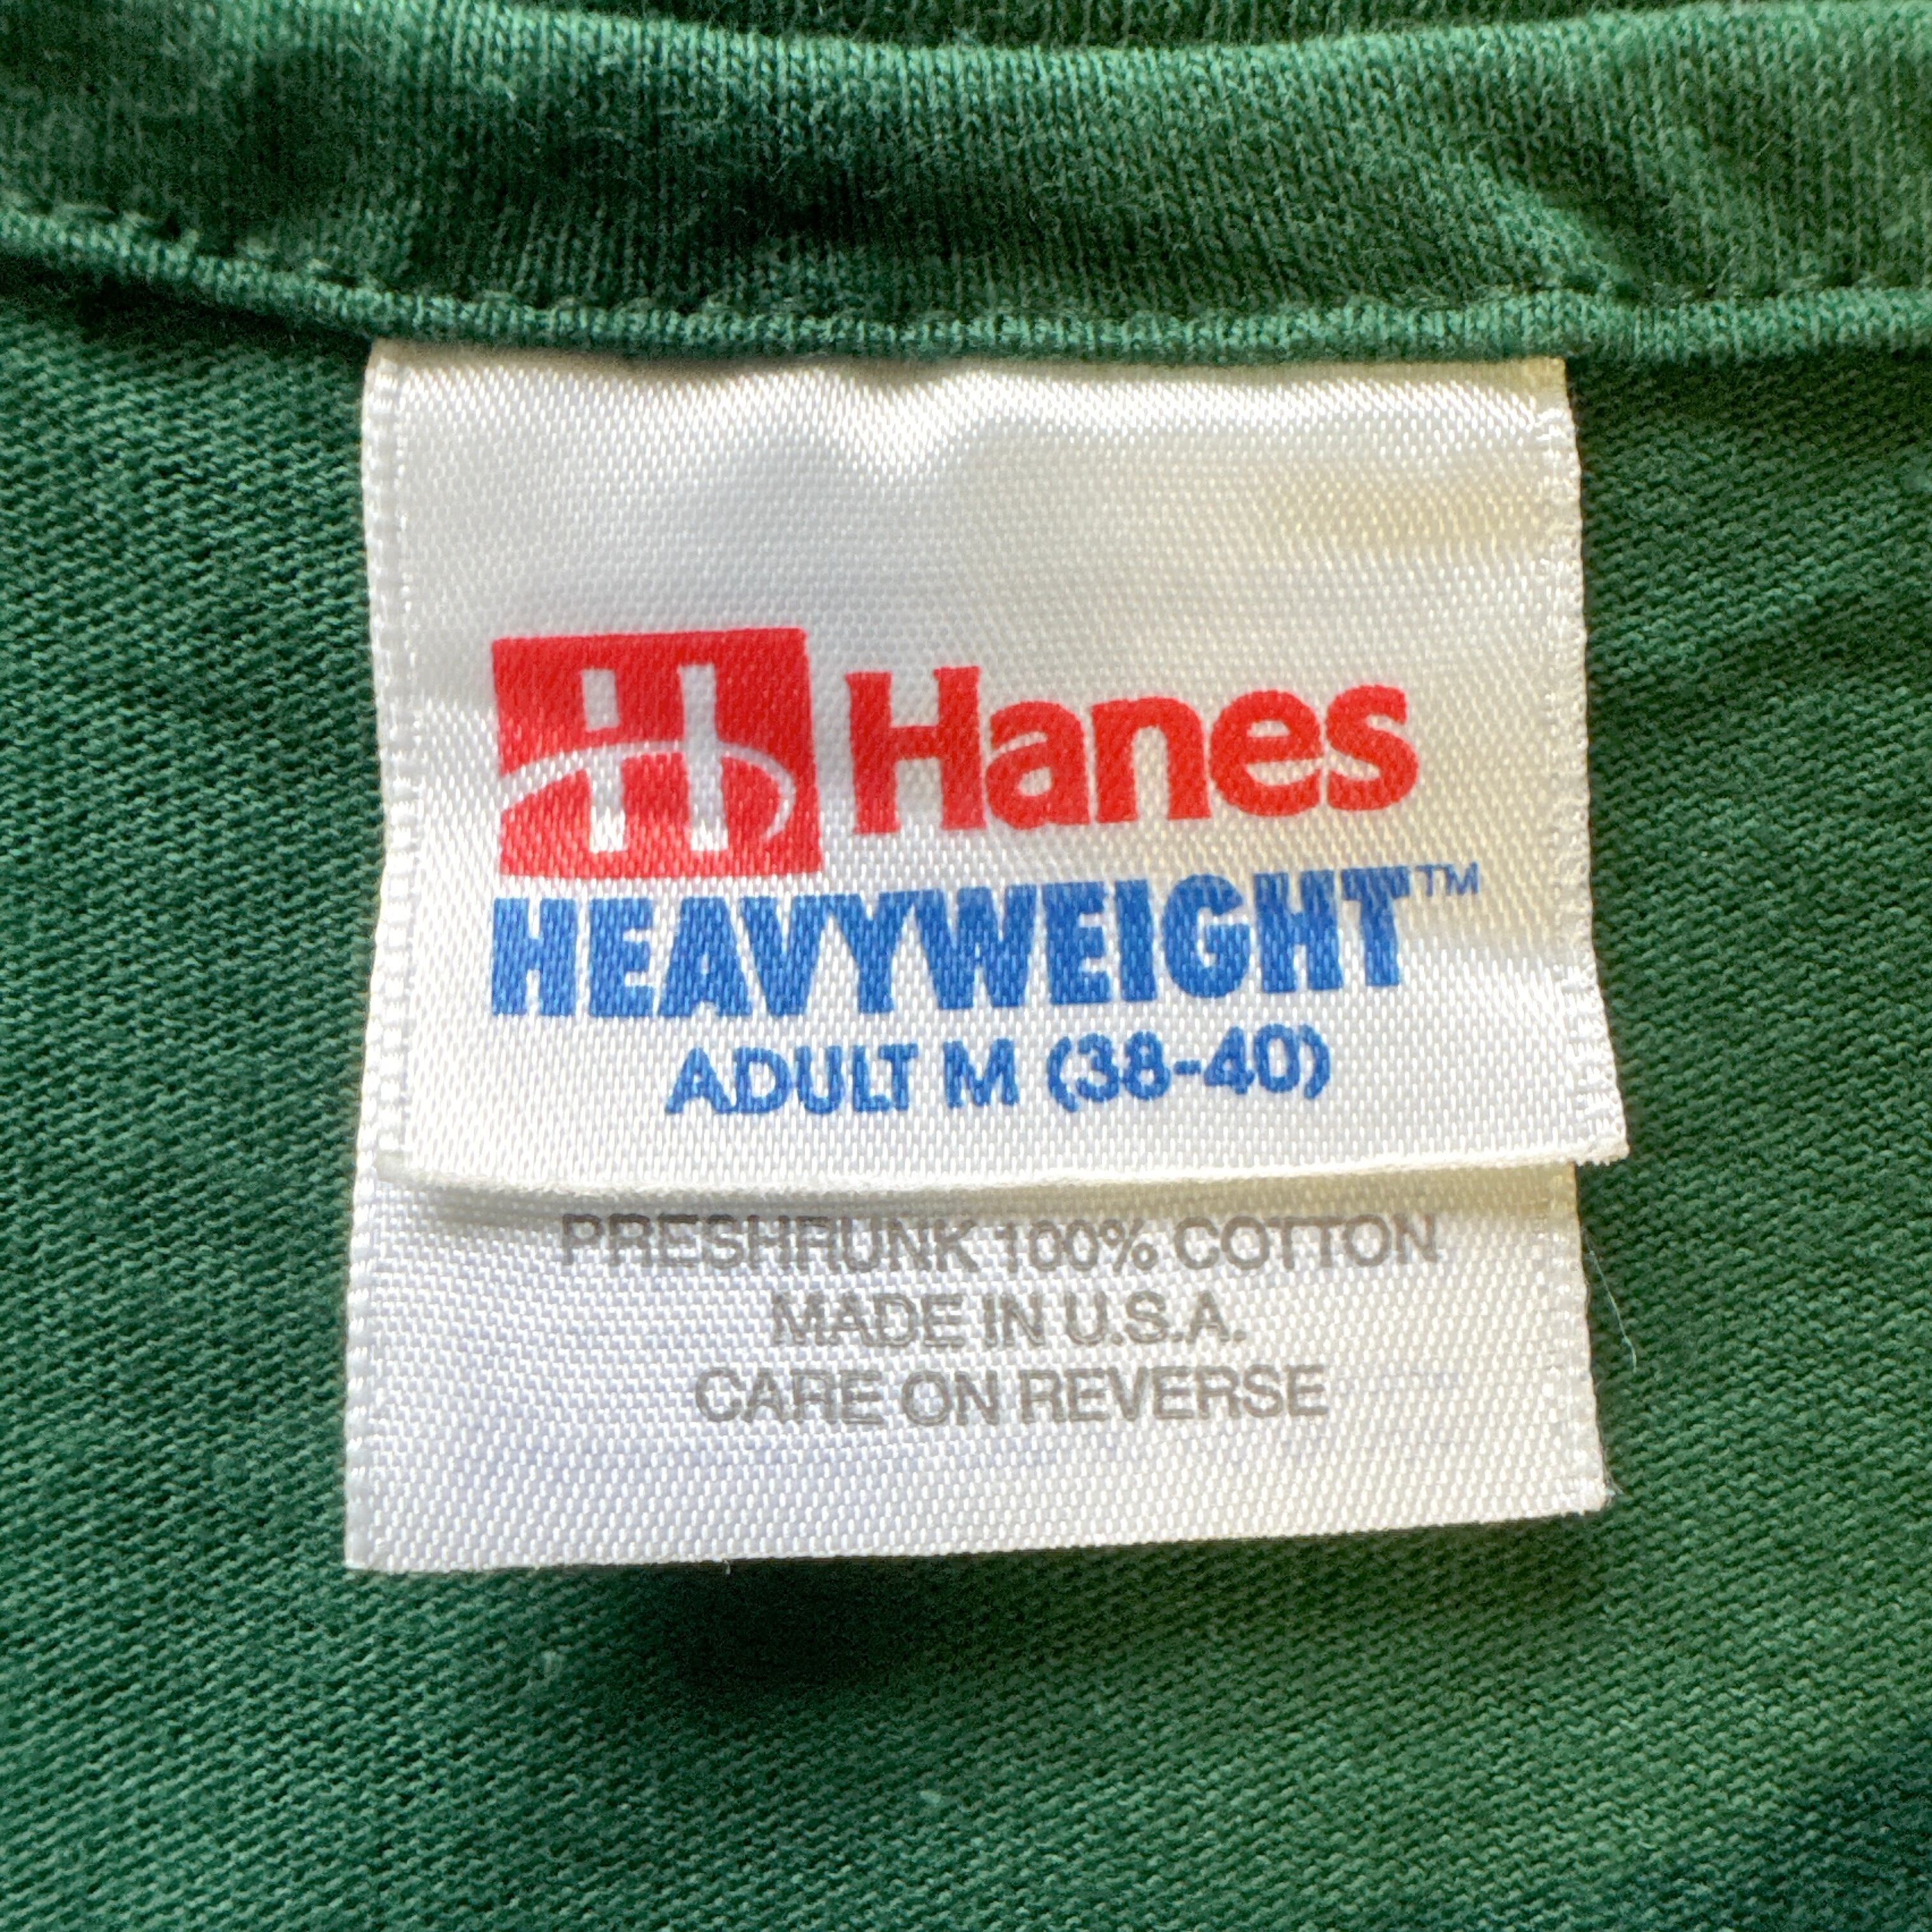 H Hanes
HEAVYWEIGHT™
ADULT M (38-40)
PRESHRUNK 100% COTTON
MADE IN U.S.A.
CARE ON REVERSE